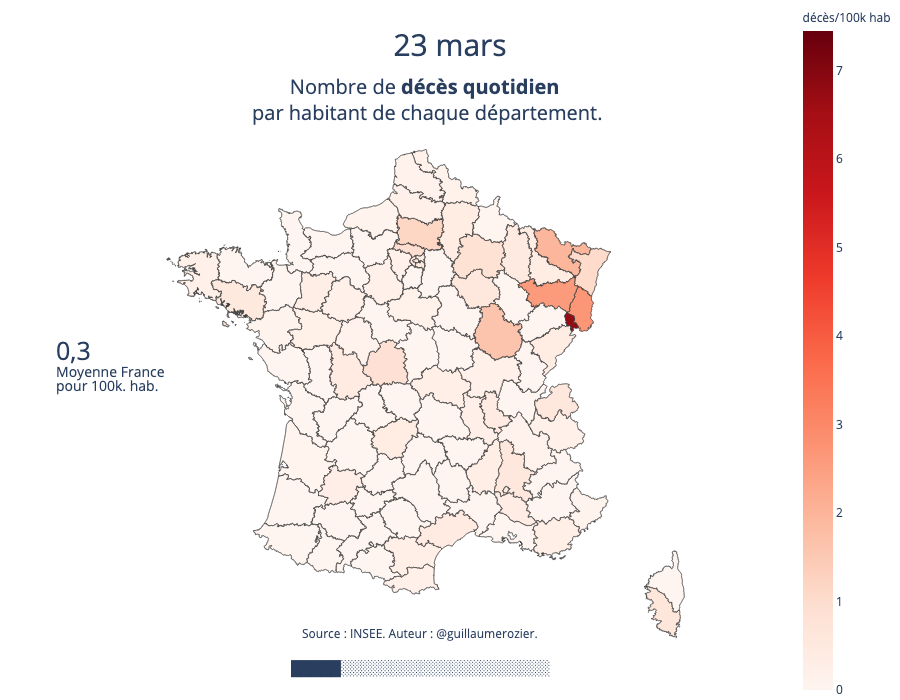 décès/100k hab
23 mars
Nombre de décès quotidien
par habitant de chaque département.
7
6
5
4
3
2
1
0
0,3
Moyenne France
pour 100k. hab.
Source : INSEE. Auteur : @guillaumerozier.